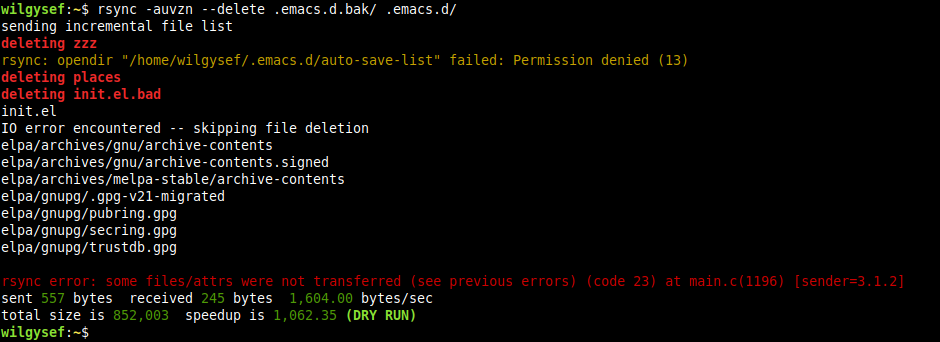 wilgysef:~$ rsync -auvzn --delete .emacs.d.bak/ .emacs.d/
sending incremental file list
deleting zzz
rsync: opendir "/home/wilgysef/.emacs.d/auto-save-list" failed: Permission denied (13)
deleting places
deleting init.el.bad
init.el
IO error encountered -- skipping file deletion
elpa/archives/gnu/archive-contents
elpa/archives/gnu/archive-contents.signed
elpa/archives/melpa-stable/archive-contents
elpa/gnupg/.gpg-v21-migrated
elpa/gnupg/pubring.gpg
elpa/gnupg/secring.gpg
elpa/gnupg/trustdb.gpg
rsync error: some files/attrs were not transferred (see previous errors) (code 23) at main.c(1196) [sender=3.1.2]
sent 557 bytes  received 245 bytes  1,604.00 bytes/sec
total size is 852,003  speedup is 1,062.35 (DRY RUN)
wilgysef:~$